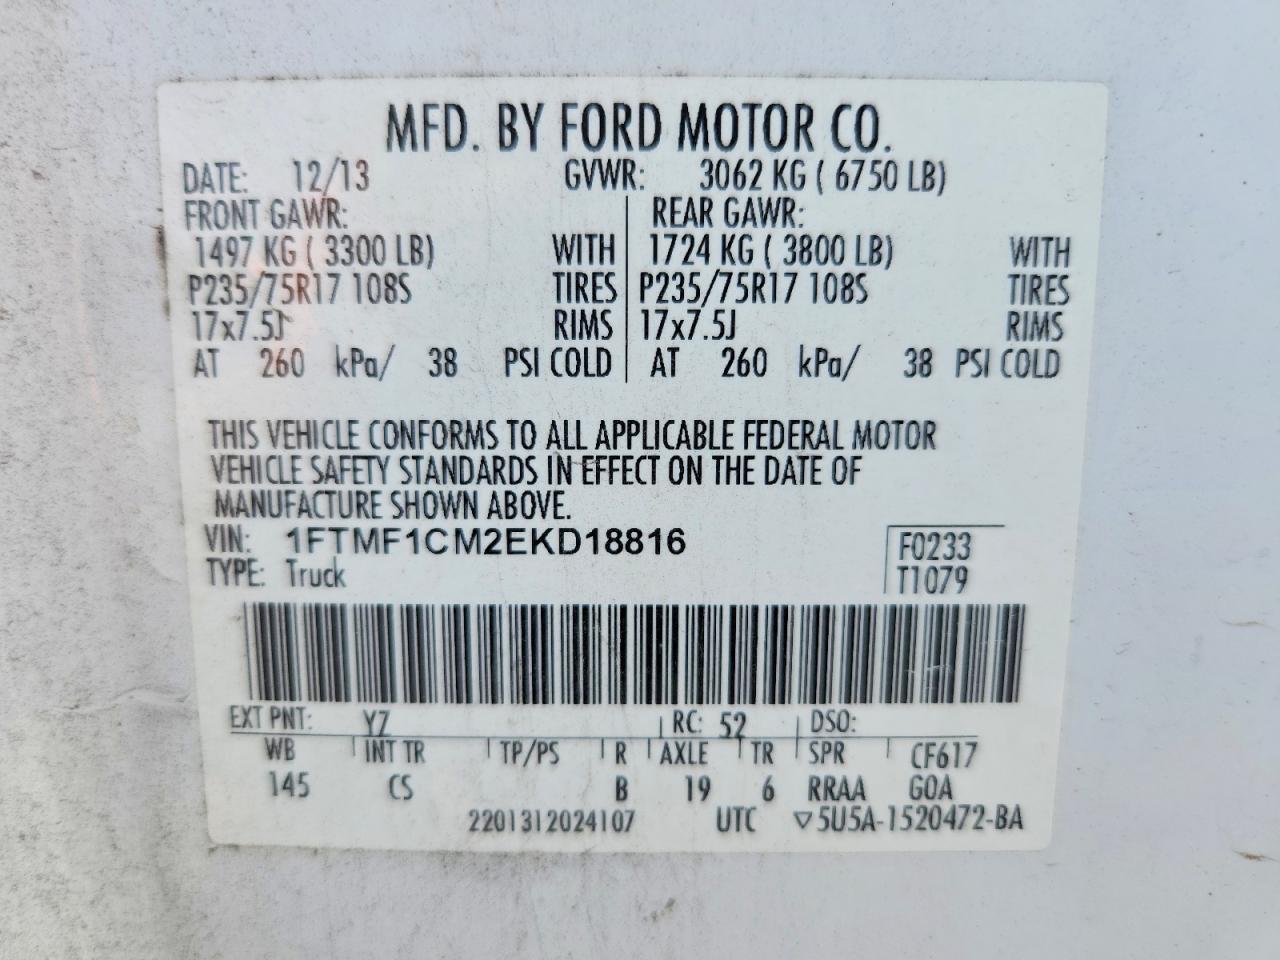 MFD. BY FORD MOTOR CO.
DATE: 12/13 GVWR: 3062 KG ( 6750 LB)
FRONT GAWR: REAR GAWR:
1497 KG ( 3300 LB) WITH 1724 KG ( 3800 LB) WITH
P235/75R17 108S TIRES P235/75R17 108S TIRES
17x7.5J RIMS 17x7.5J RIMS
AT 260 kPa/ 38 PSI COLD AT 260 kPa/ 38 PSI COLD
THIS VEHICLE CONFORMS TO ALL APPLICABLE FEDERAL MOTOR
VEHICLE SAFETY STANDARDS IN EFFECT ON THE DATE OF
MANUFACTURE SHOWN ABOVE.
VIN: 1FTMF1CM2EKD18816 F0233
TYPE: Truck T1079
EXT PNT: YZ RC: 52 DSO:
WB INT TR TP/PS R AXLE TR SPR CF617
145 CS B 19 6 RRAA GOA
2201312024107 UTC ▽5U5A-1520472-BA